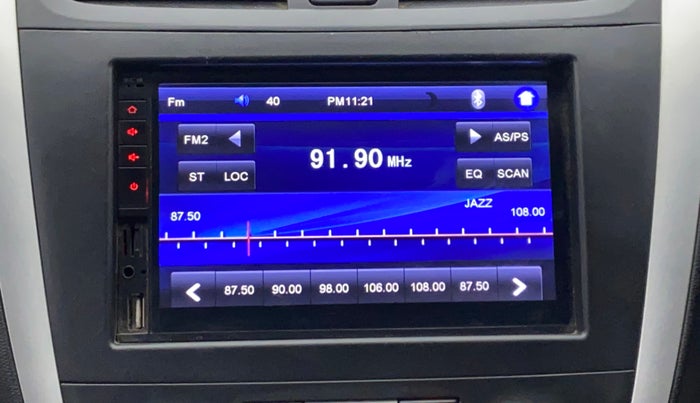 Fm 40 PM11:21
FM2 91.90 MHz AS/PS
ST LOC EQ SCAN
JAZZ
87.50 108.00
87.50 90.00 98.00 106.00 108.00 87.50